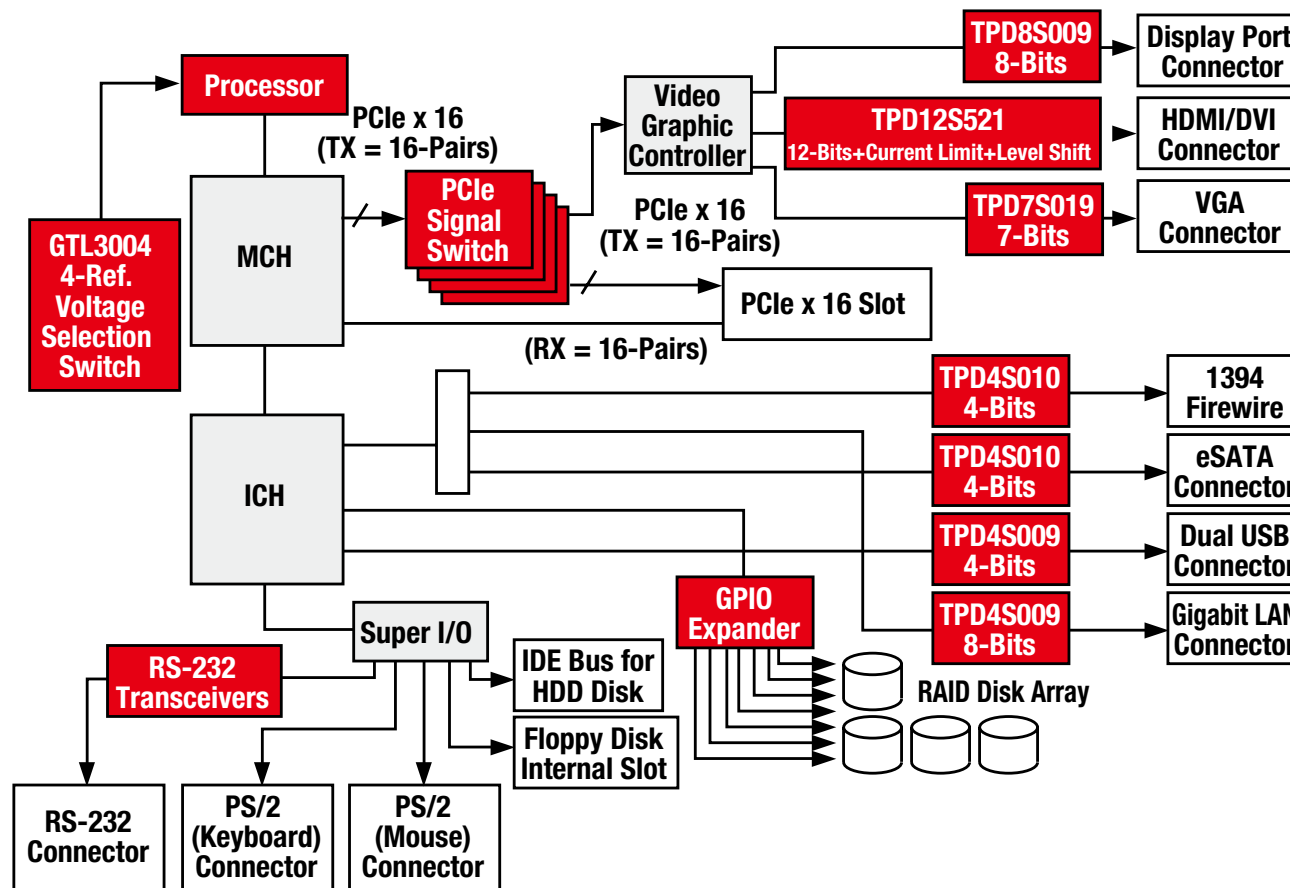 Processor
PCIe x 16
(TX = 16-Pairs)
GTL3004
4-Ref.
Voltage
Selection
Switch
MCH
PCIe
Signal
Switch
Video
Graphic
Controller
TPD8S009
8-Bits
Display Port
Connector
TPD12S521
12-Bits+Current Limit+Level Shift
HDMI/DVI
Connector
PCIe x 16
(TX = 16-Pairs)
TPD7S019
7-Bits
VGA
Connector
PCIe x 16 Slot
(RX = 16-Pairs)
ICH
TPD4S010
4-Bits
1394
Firewire
TPD4S010
4-Bits
eSATA
Connector
TPD4S009
4-Bits
Dual USB
Connector
TPD4S009
8-Bits
Gigabit LAN
Connector
GPIO
Expander
RAID Disk Array
Super I/O
RS-232
Transceivers
IDE Bus for
HDD Disk
Floppy Disk
Internal Slot
RS-232
Connector
PS/2
(Keyboard)
Connector
PS/2
(Mouse)
Connector